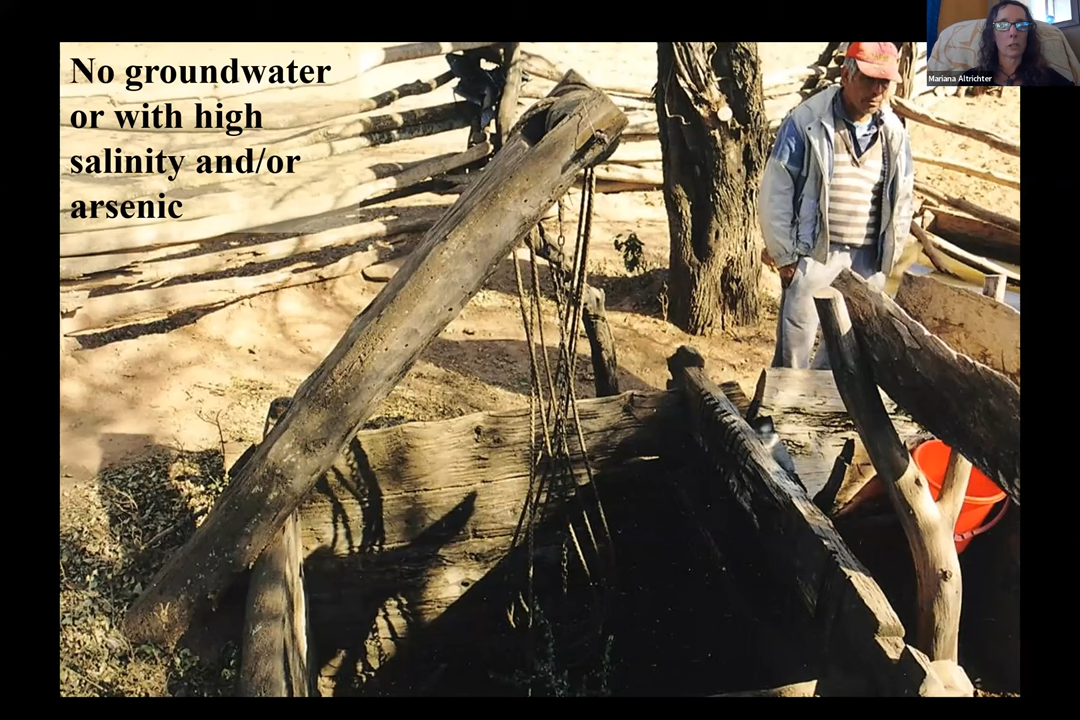 No groundwater
or with high
salinity and/or
arsenic
Mariana Altrichter